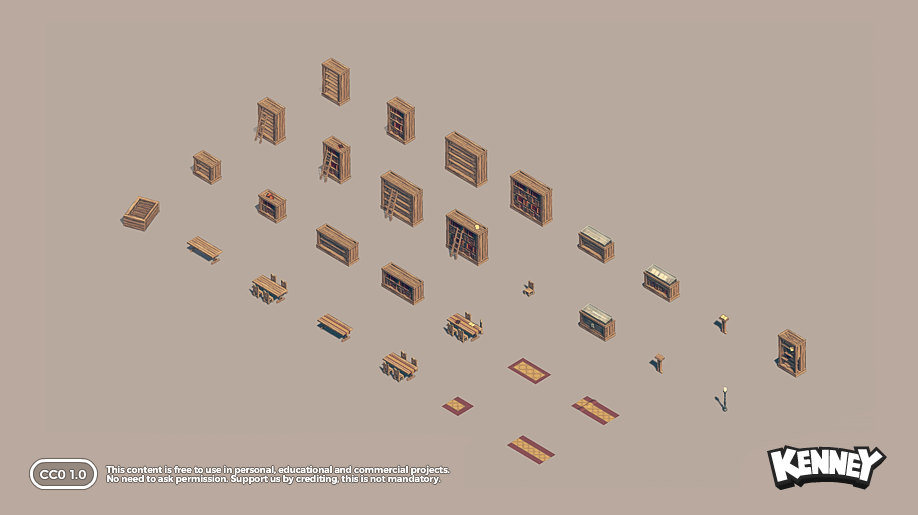 CC0 1.0
This content is free to use in personal, educational and commercial projects.
No need to ask permission. Support us by crediting, this is not mandatory.
KENNEY